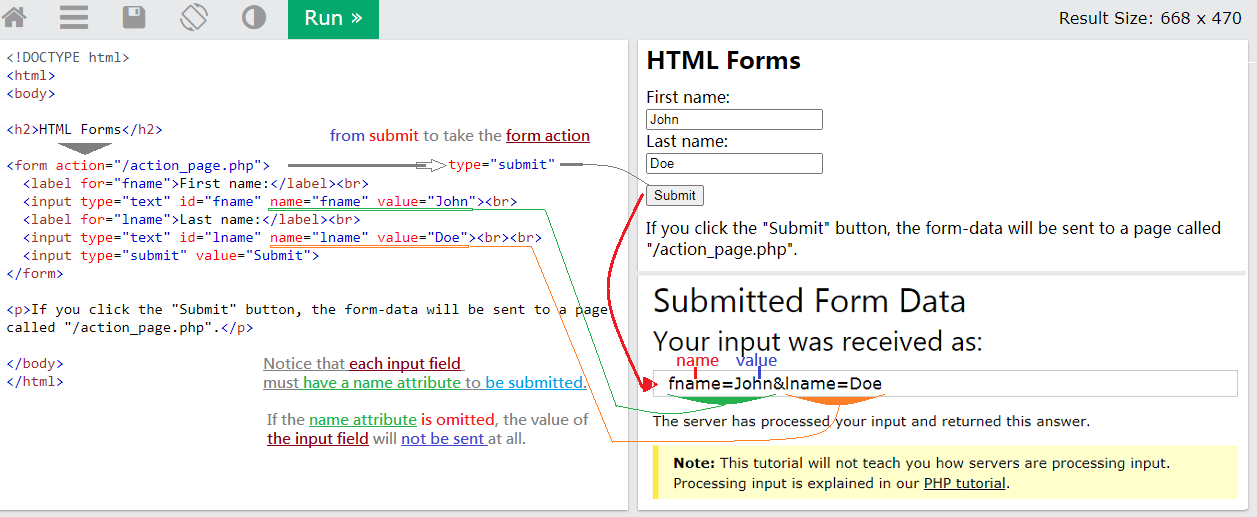 Run »
Result Size: 668 x 470
<!DOCTYPE html>
<html>
<body>
<h2>HTML Forms</h2>
from submit to take the form action
<form action="/action_page.php">
type="submit"
<label for="fname">First name:</label><br>
<input type="text" id="fname" name="fname" value="John"><br>
<label for="lname">Last name:</label><br>
<input type="text" id="lname" name="lname" value="Doe"><br><br>
<input type="submit" value="Submit">
</form>
<p>If you click the "Submit" button, the form-data will be sent to a page
called "/action_page.php".</p>
</body>
</html>
Notice that each input field
must have a name attribute to be submitted.
If the name attribute is omitted, the value of
the input field will not be sent at all.
HTML Forms
First name:
John
Last name:
Doe
Submit
If you click the "Submit" button, the form-data will be sent to a page called
"/action_page.php".
Submitted Form Data
Your input was received as:
name value
fname=John&lname=Doe
The server has processed your input and returned this answer.
Note: This tutorial will not teach you how servers are processing input.
Processing input is explained in our PHP tutorial.